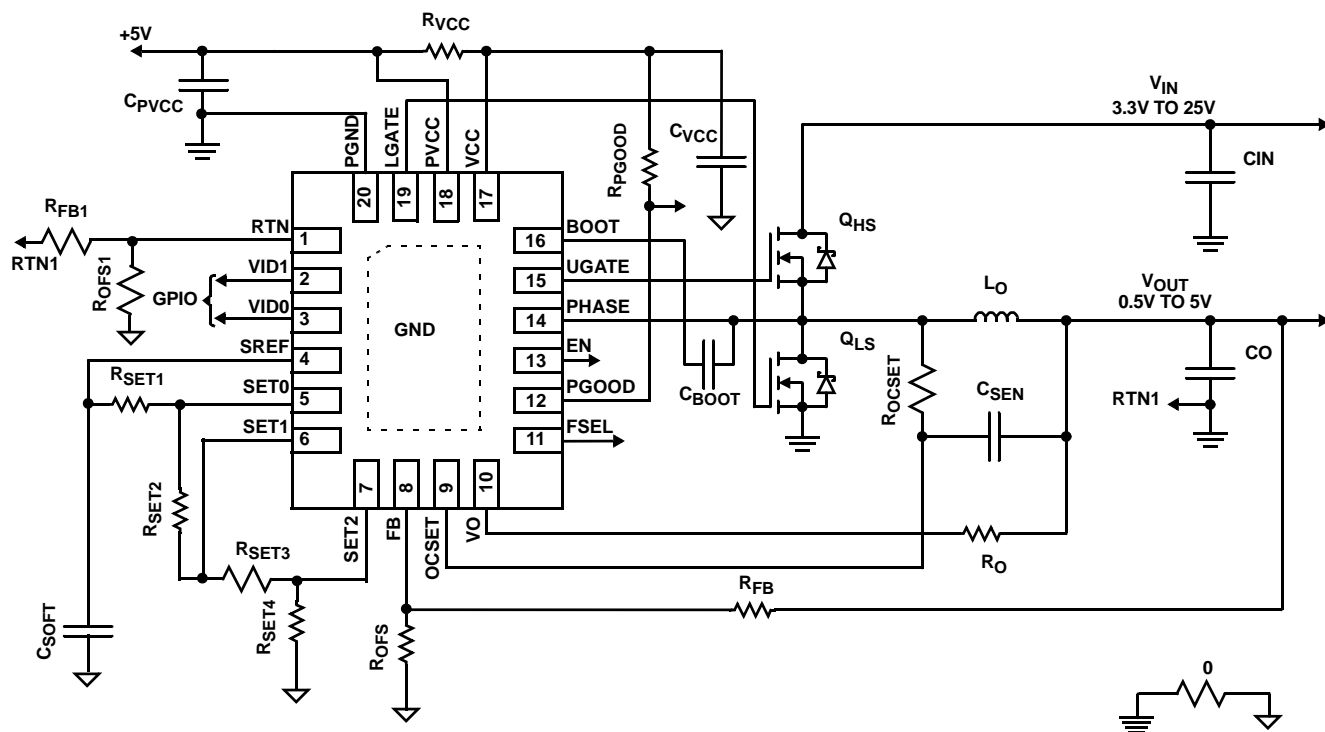 RVCC
+5V
CPVCC
PGND
LGATE
PVCC
VCC
RPGOOD
CVCC
VIN
3.3V TO 25V
CIN
20
19
18
17
RFB1
RTN
1
RTN1
ROFS1
VID1
2
GPIO
VID0
3
SREF
4
RSET1
SET0
5
SET1
6
GND
16
BOOT
15
UGATE
14
PHASE
13
EN
12
PGOOD
11
FSEL
QHS
QLS
CBOOT
LO
VOUT
0.5V TO 5V
CO
RTN1
ROCSET
CSEN
7
8
9
10
SET2
FB
OCSET
VO
RSET2
RSET3
RSET4
CSOFT
ROFS
RO
RFB
0